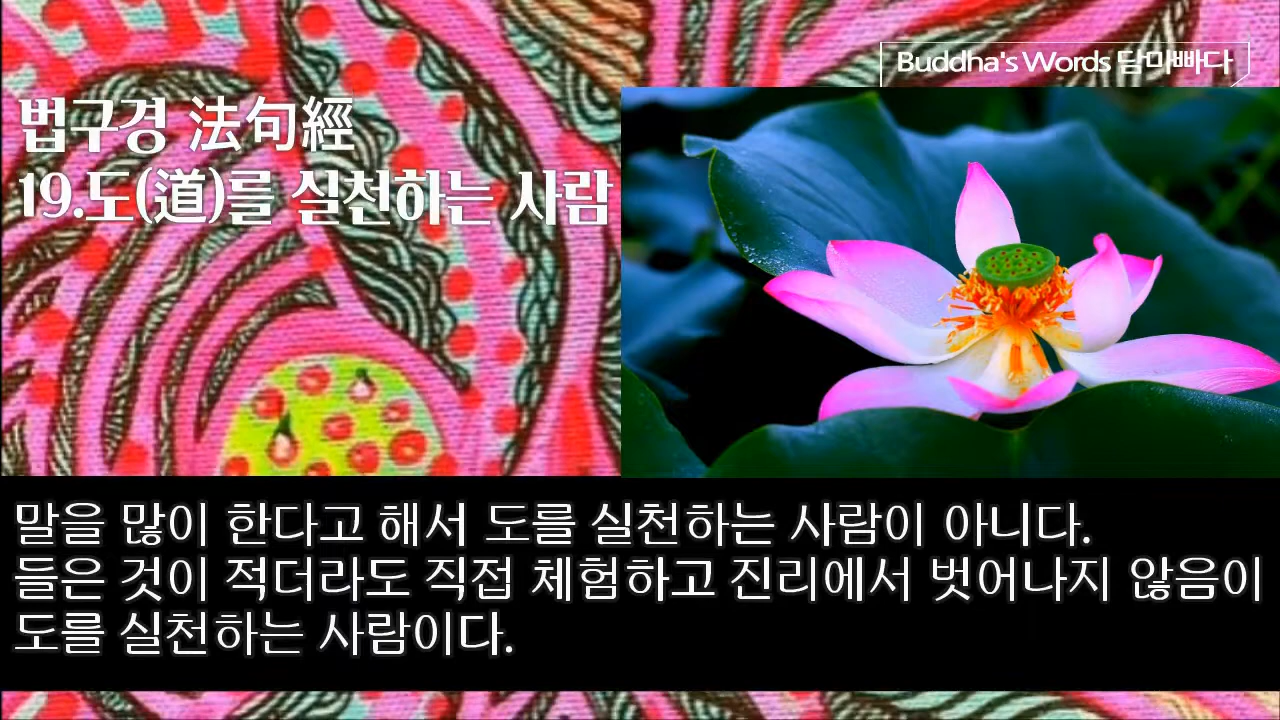 Buddha's Words 담마빠다
법구경 法句經
19.도(道)를 실천하는 사람
말을 많이 한다고 해서 도를 실천하는 사람이 아니다.
들은 것이 적더라도 직접 체험하고 진리에서 벗어나지 않음이
도를 실천하는 사람이다.